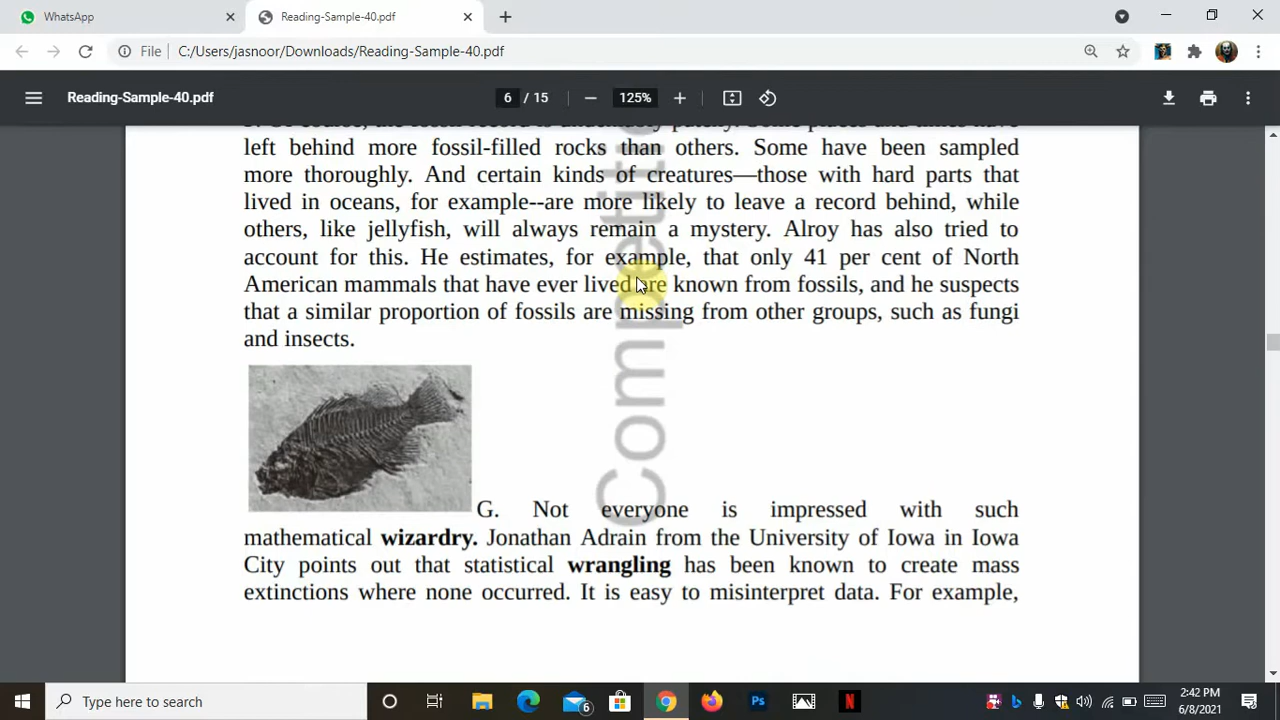 WhatsApp
Reading-Sample-40.pdf
File
C:/Users/jasnoor/Downloads/Reading-Sample-40.pdf
Reading-Sample-40.pdf
6 / 15
125%
left behind more fossil-filled rocks than others. Some have been sampled
more thoroughly. And certain kinds of creatures—those with hard parts that
lived in oceans, for example--are more likely to leave a record behind, while
others, like jellyfish, will always remain a mystery. Alroy has also tried to
account for this. He estimates, for example, that only 41 per cent of North
American mammals that have ever lived are known from fossils, and he suspects
that a similar proportion of fossils are missing from other groups, such as fungi
and insects.
G. Not everyone is impressed with such
mathematical wizardry. Jonathan Adrain from the University of Iowa in Iowa
City points out that statistical wrangling has been known to create mass
extinctions where none occurred. It is easy to misinterpret data. For example,
Competitio
Type here to search
6
Ps
N
2:42 PM
6/8/2021